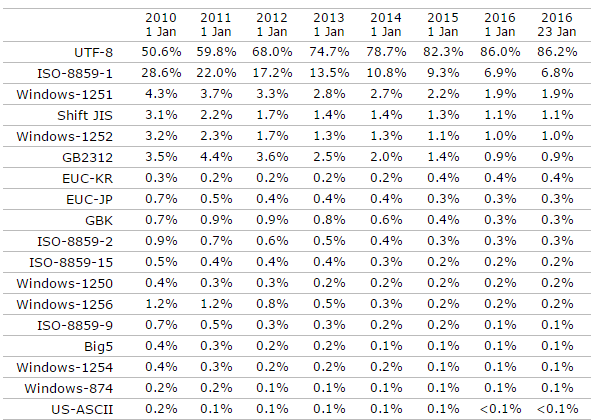 2010 2011 2012 2013 2014 2015 2016 2016
1 Jan 1 Jan 1 Jan 1 Jan 1 Jan 1 Jan 1 Jan 23 Jan
UTF-8 50.6% 59.8% 68.0% 74.7% 78.7% 82.3% 86.0% 86.2%
ISO-8859-1 28.6% 22.0% 17.2% 13.5% 10.8% 9.3% 6.9% 6.8%
Windows-1251 4.3% 3.7% 3.3% 2.8% 2.7% 2.2% 1.9% 1.9%
Shift JIS 3.1% 2.2% 1.7% 1.4% 1.4% 1.3% 1.1% 1.1%
Windows-1252 3.2% 2.3% 1.7% 1.3% 1.3% 1.1% 1.0% 1.0%
GB2312 3.5% 4.4% 3.6% 2.5% 2.0% 1.4% 0.9% 0.9%
EUC-KR 0.3% 0.2% 0.2% 0.2% 0.2% 0.4% 0.4% 0.4%
EUC-JP 0.7% 0.5% 0.4% 0.4% 0.4% 0.3% 0.3% 0.3%
GBK 0.7% 0.9% 0.9% 0.8% 0.6% 0.4% 0.3% 0.3%
ISO-8859-2 0.9% 0.7% 0.6% 0.5% 0.4% 0.3% 0.3% 0.3%
ISO-8859-15 0.5% 0.4% 0.4% 0.4% 0.3% 0.2% 0.2% 0.2%
Windows-1250 0.4% 0.3% 0.3% 0.2% 0.2% 0.2% 0.2% 0.2%
Windows-1256 1.2% 1.2% 0.8% 0.5% 0.3% 0.2% 0.2% 0.2%
ISO-8859-9 0.7% 0.5% 0.3% 0.3% 0.2% 0.2% 0.1% 0.1%
Big5 0.4% 0.3% 0.2% 0.2% 0.1% 0.1% 0.1% 0.1%
Windows-1254 0.4% 0.3% 0.2% 0.2% 0.2% 0.1% 0.1% 0.1%
Windows-874 0.2% 0.2% 0.1% 0.1% 0.1% 0.1% 0.1% 0.1%
US-ASCII 0.2% 0.1% 0.1% 0.1% 0.1% 0.1% <0.1% <0.1%